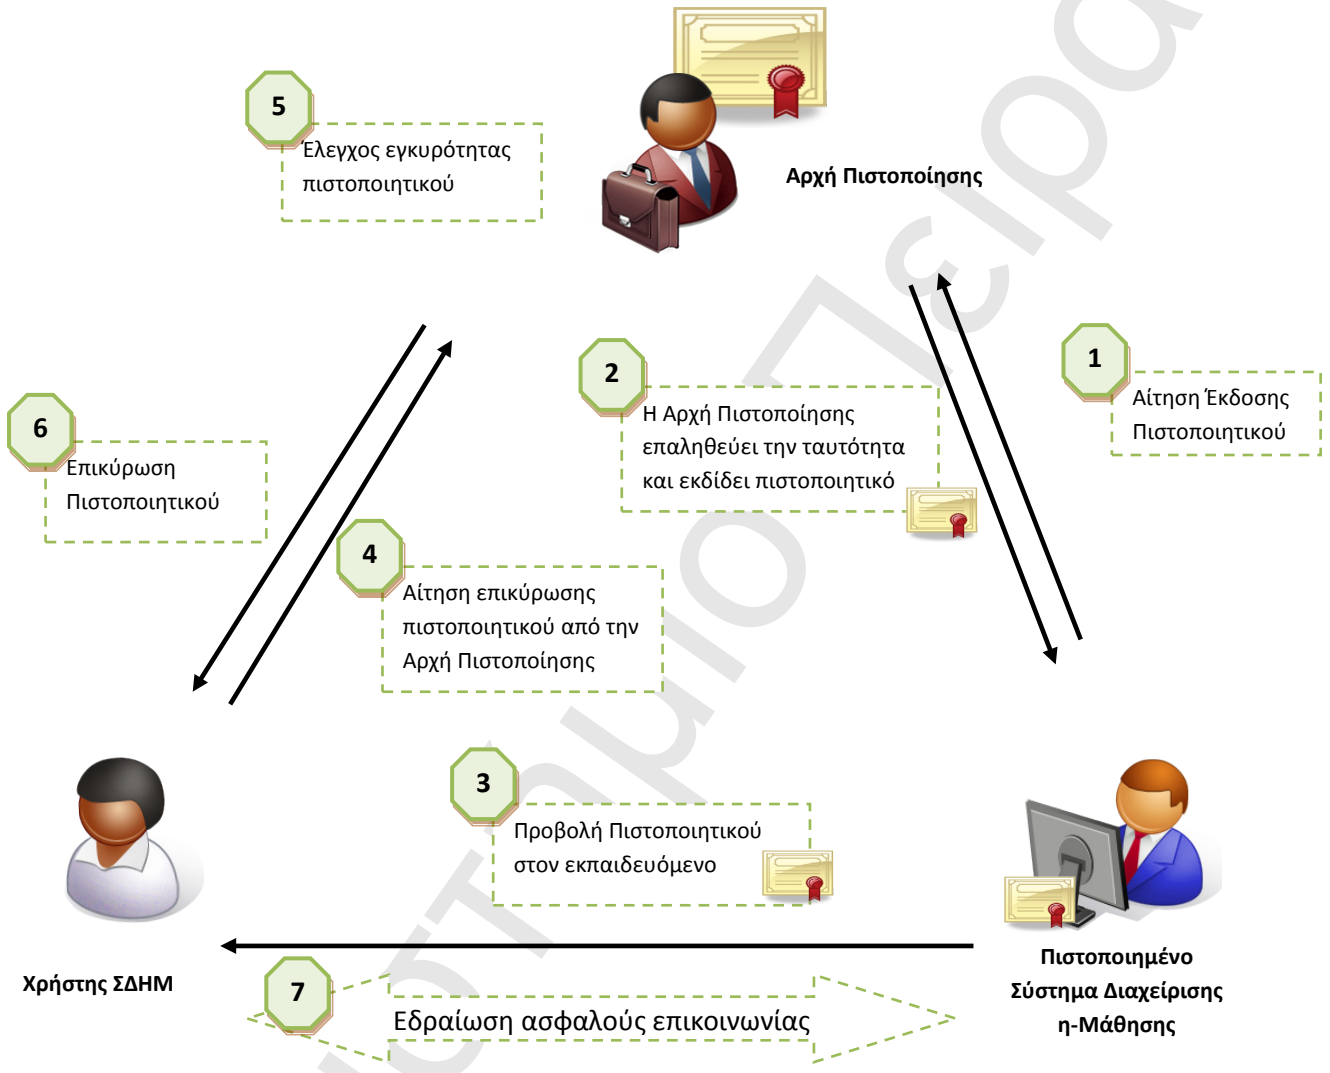 5
Έλεγχος εγκυρότητας
πιστοποιητικού
Αρχή Πιστοποίησης
1
Αίτηση Έκδοσης
Πιστοποιητικού
2
Η Αρχή Πιστοποίησης
επαληθεύει την ταυτότητα
και εκδίδει πιστοποιητικό
6
Επικύρωση
Πιστοποιητικού
4
Αίτηση επικύρωσης
πιστοποιητικού από την
Αρχή Πιστοποίησης
3
Προβολή Πιστοποιητικού
στον εκπαιδευόμενο
Χρήστης ΣΔΗΜ
Πιστοποιημένο
Σύστημα Διαχείρισης
η-Μάθησης
7
Εδραίωση ασφαλούς επικοινωνίας